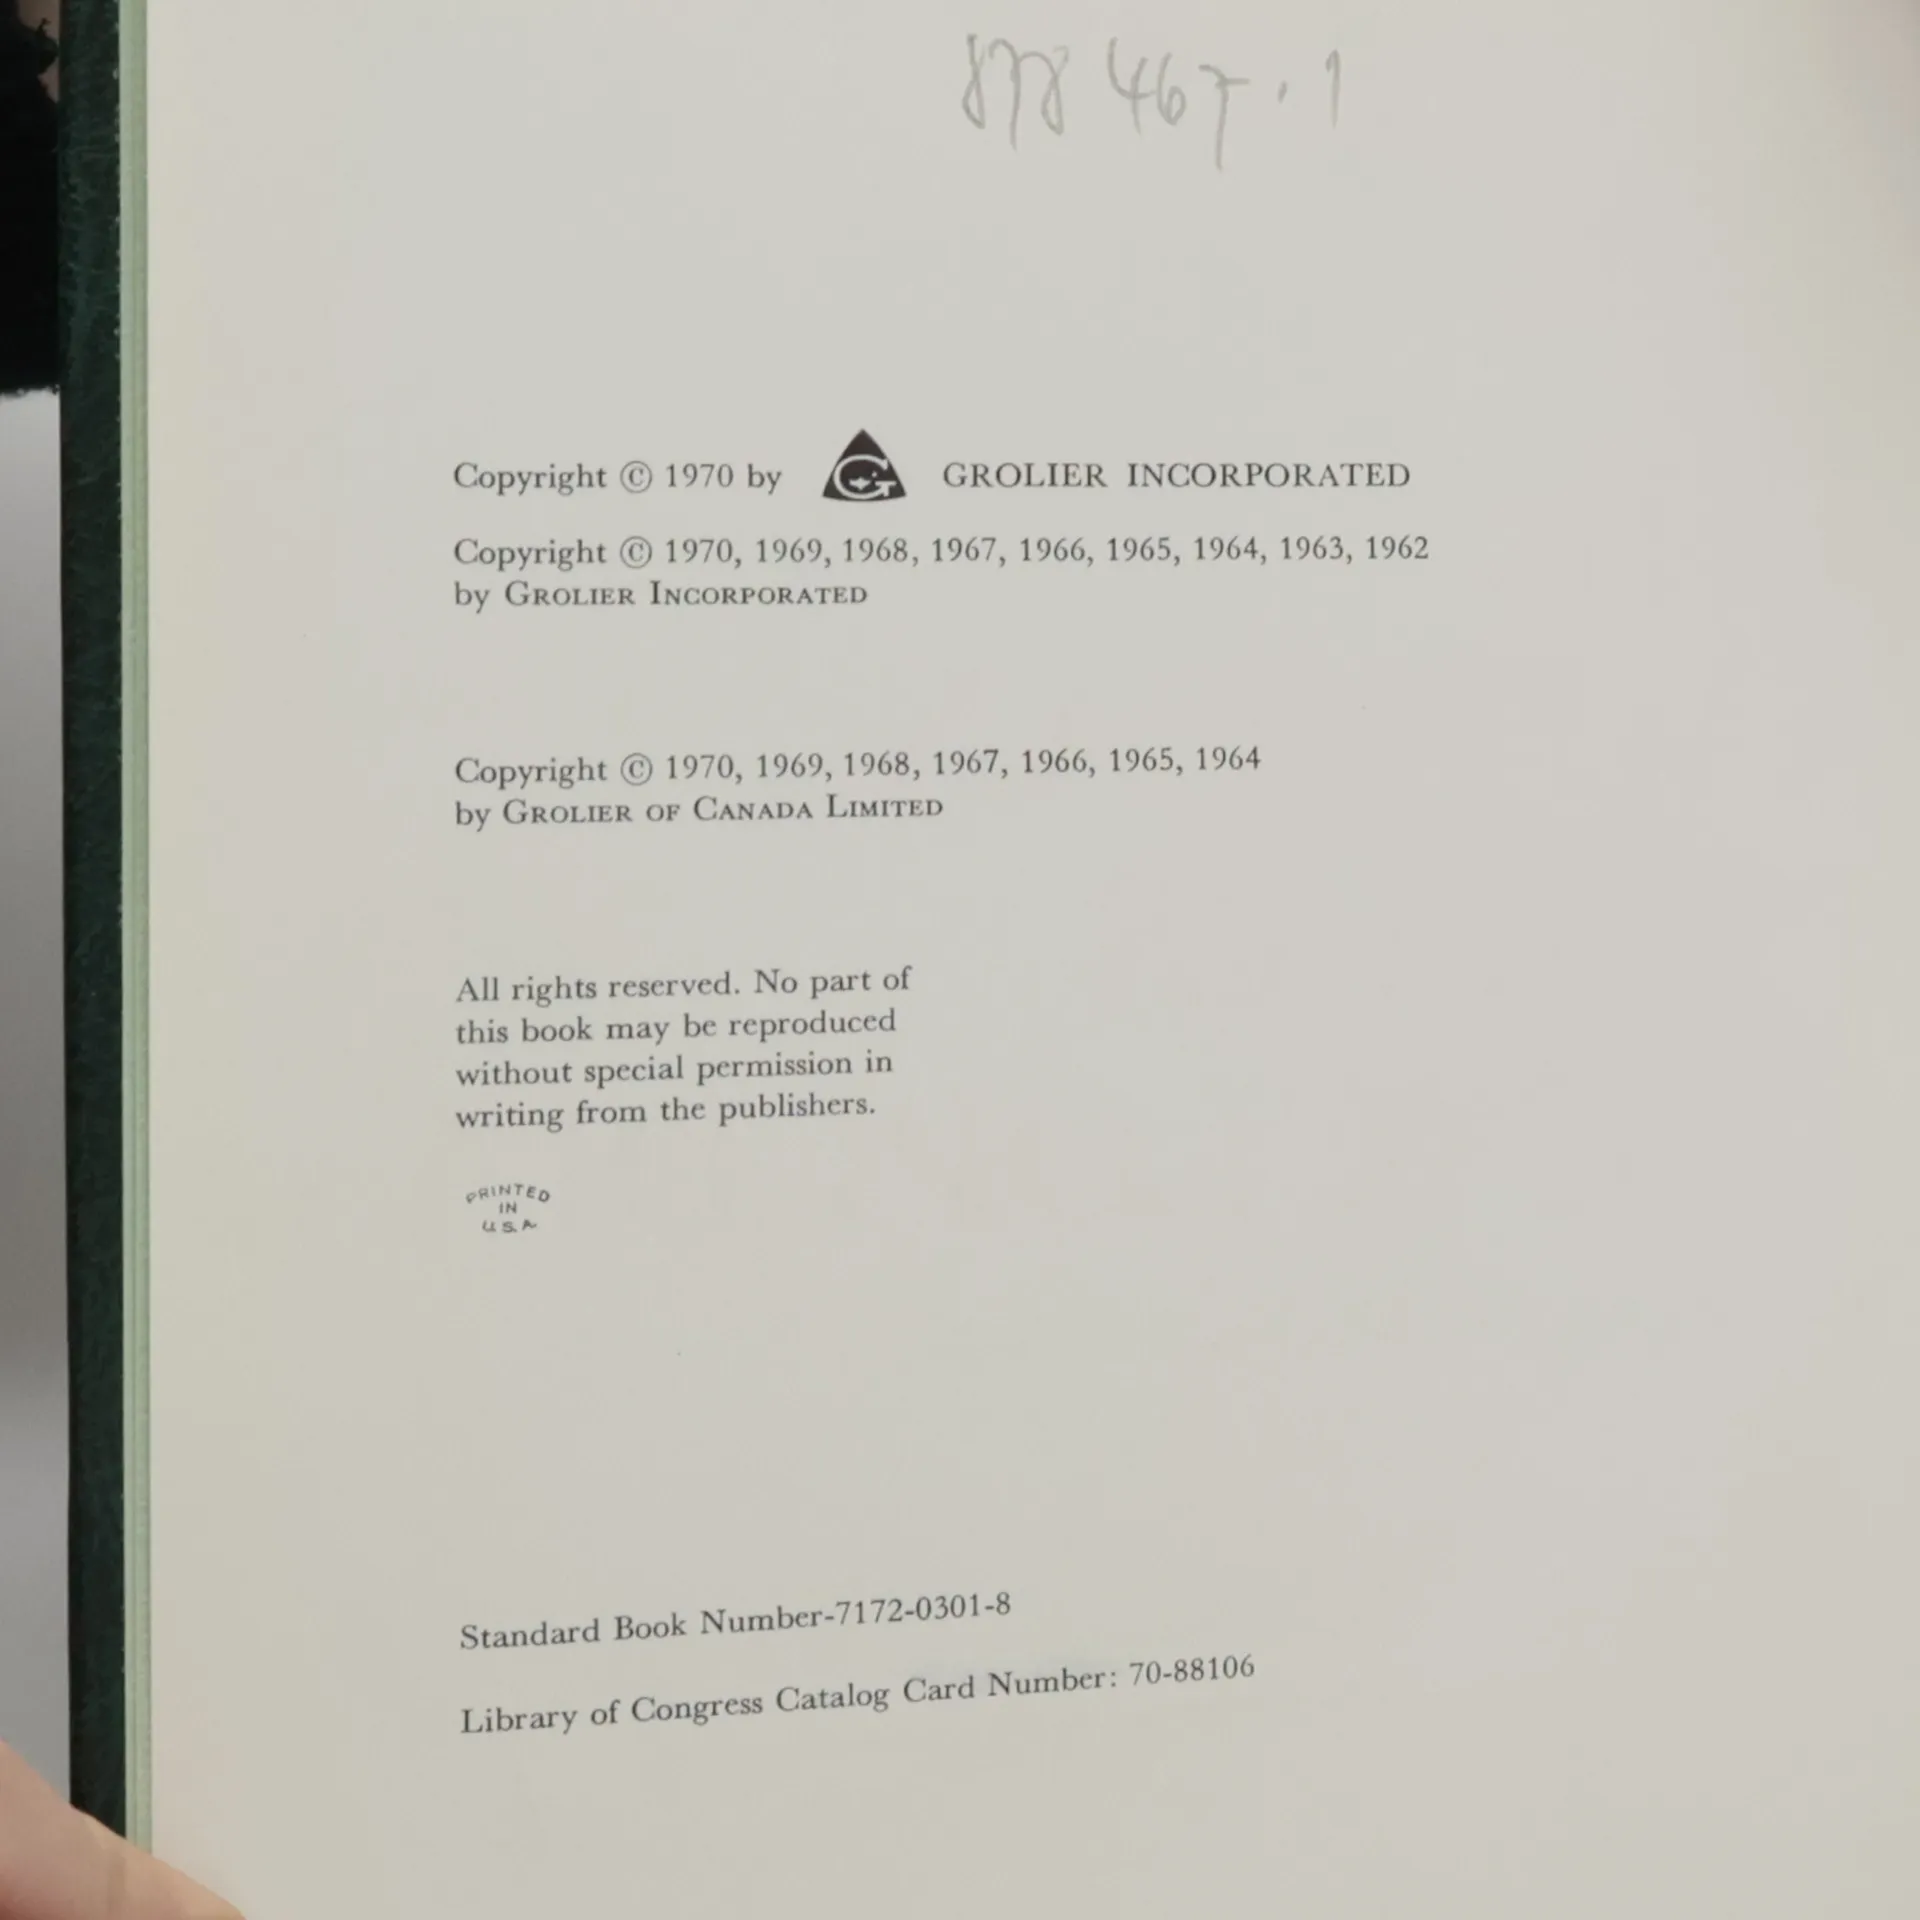 878 467.1
Copyright © 1970 by G GROLIER INCORPORATED
Copyright © 1970, 1969, 1968, 1967, 1966, 1965, 1964, 1963, 1962
by GROLIER INCORPORATED
Copyright © 1970, 1969, 1968, 1967, 1966, 1965, 1964
by GROLIER OF CANADA LIMITED
All rights reserved. No part of
this book may be reproduced
without special permission in
writing from the publishers.
PRINTED
IN
U.S.A
Standard Book Number-7172-0301-8
Library of Congress Catalog Card Number: 70-88106